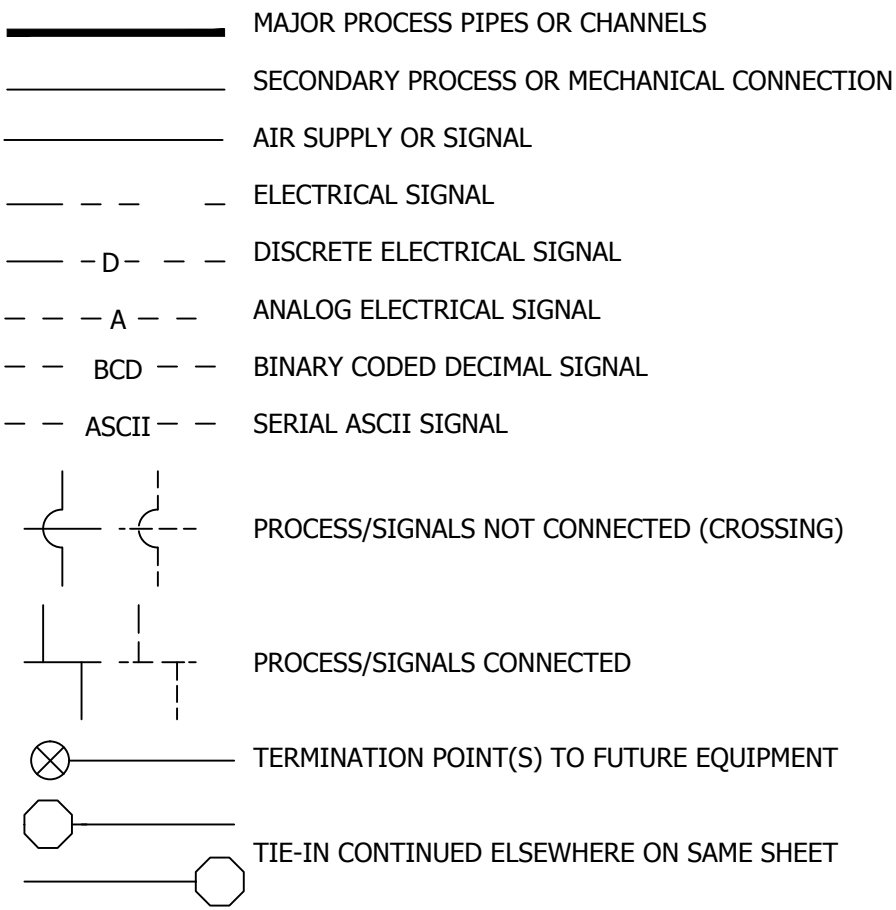 MAJOR PROCESS PIPES OR CHANNELS
SECONDARY PROCESS OR MECHANICAL CONNECTION
AIR SUPPLY OR SIGNAL
ELECTRICAL SIGNAL
D DISCRETE ELECTRICAL SIGNAL
A ANALOG ELECTRICAL SIGNAL
BCD BINARY CODED DECIMAL SIGNAL
ASCII SERIAL ASCII SIGNAL
PROCESS/SIGNALS NOT CONNECTED (CROSSING)
PROCESS/SIGNALS CONNECTED
TERMINATION POINT(S) TO FUTURE EQUIPMENT
TIE-IN CONTINUED ELSEWHERE ON SAME SHEET